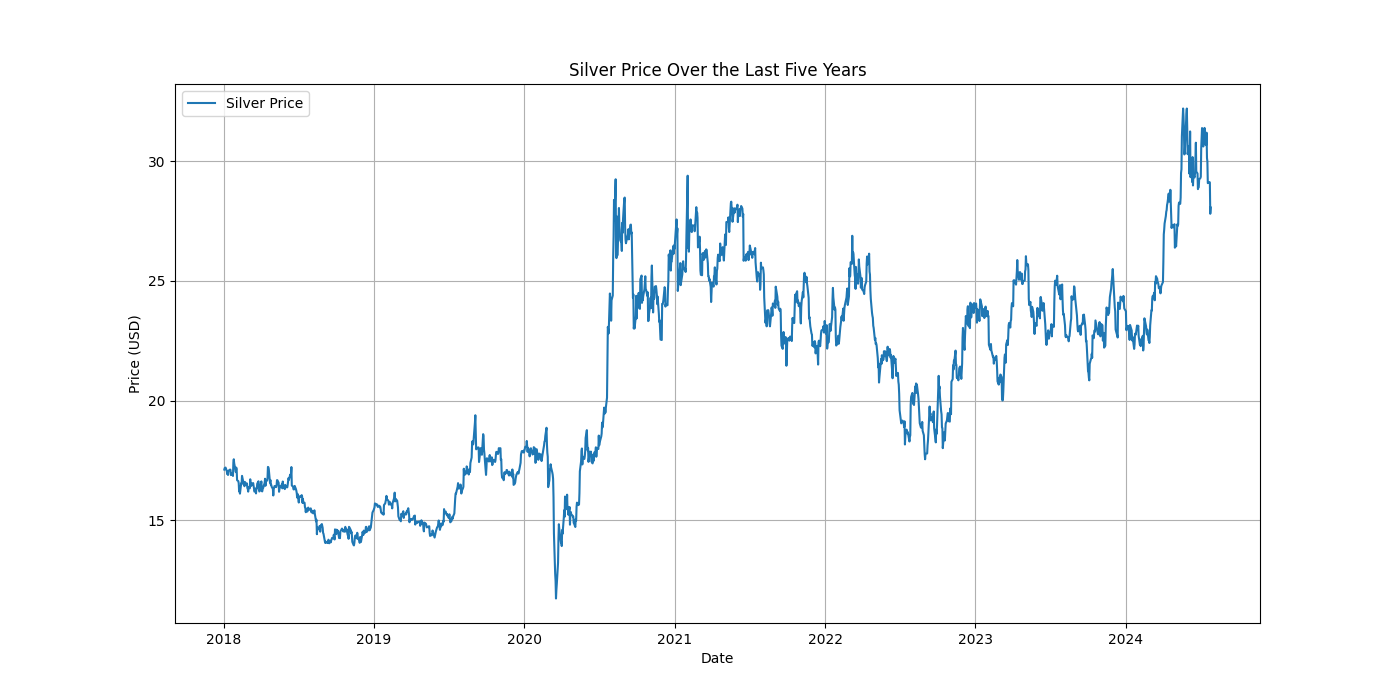 Silver Price Over the Last Five Years
Silver Price
Price (USD)
30
25
20
15
2018 2019 2020 2021 2022 2023 2024
Date